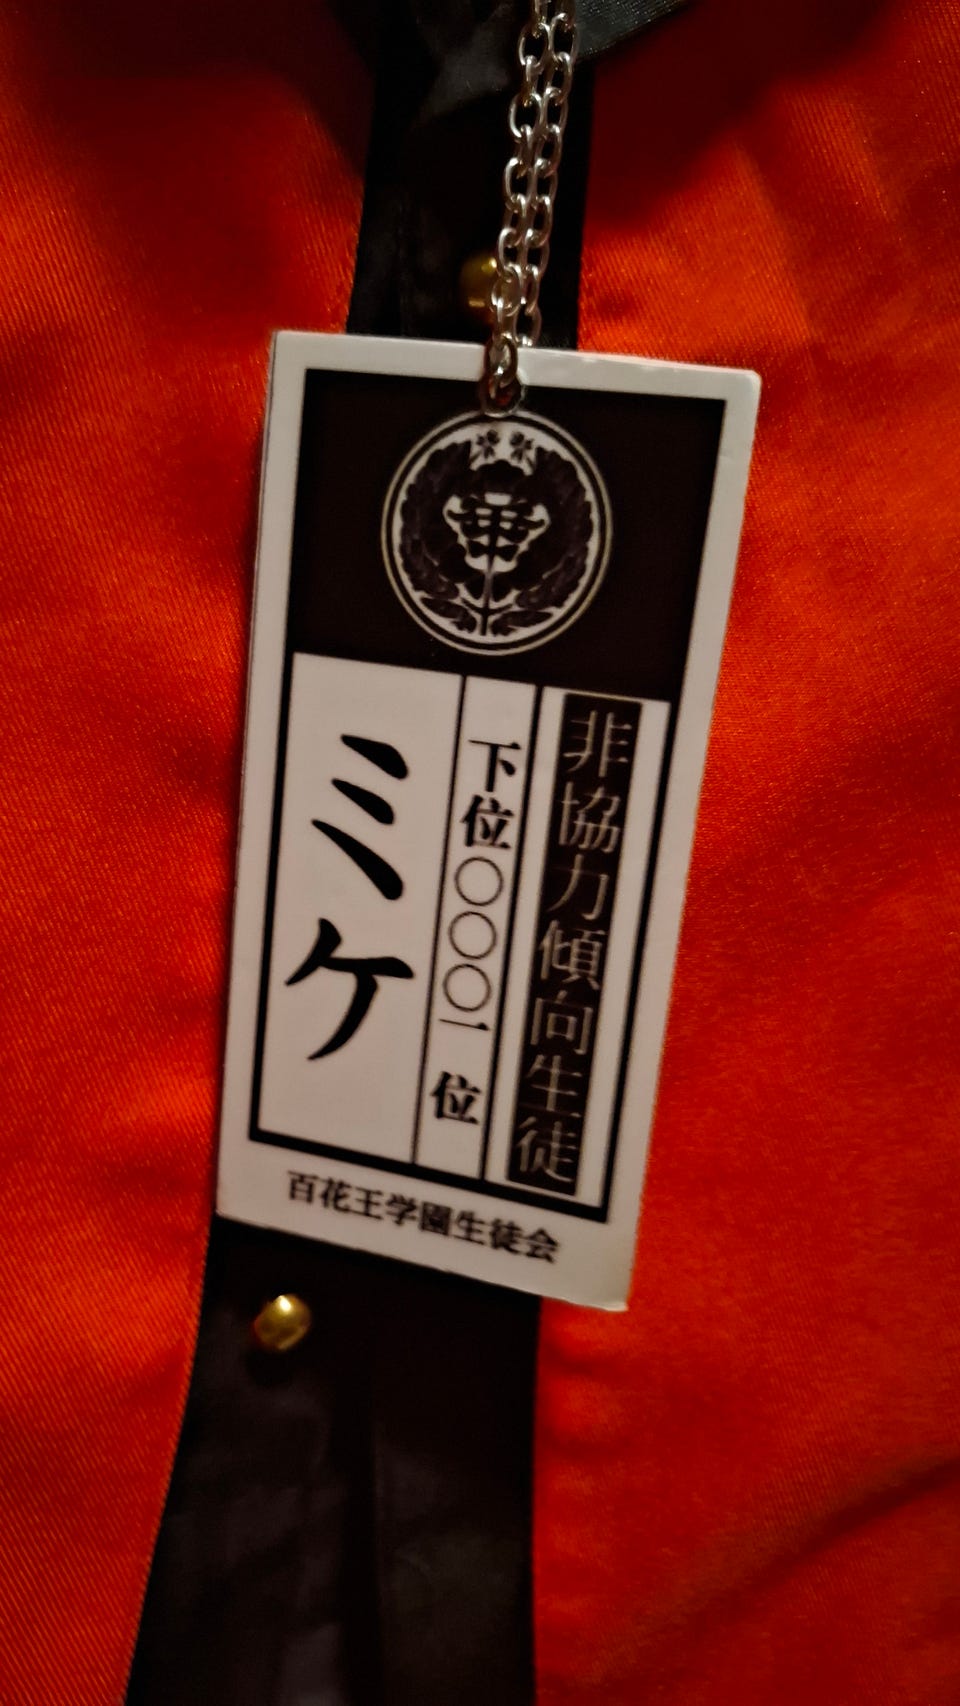 非協力傾向生徒
下位〇〇〇一位
ミケ
百花王学園生徒会